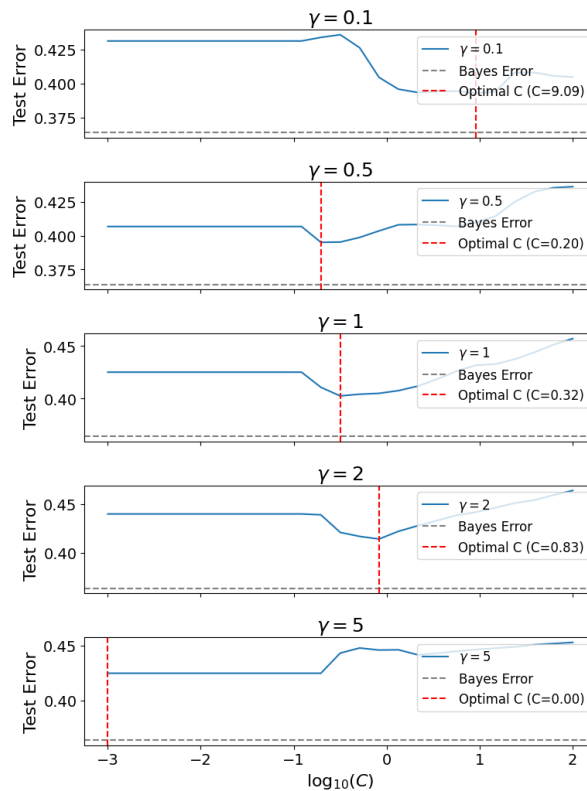 γ = 0.1
Test Error
0.425
0.400
0.375
γ = 0.1
Bayes Error
Optimal C (C=9.09)
γ = 0.5
Test Error
0.425
0.400
0.375
γ = 0.5
Bayes Error
Optimal C (C=0.20)
γ = 1
Test Error
0.45
0.40
γ = 1
Bayes Error
Optimal C (C=0.32)
γ = 2
Test Error
0.45
0.40
γ = 2
Bayes Error
Optimal C (C=0.83)
γ = 5
Test Error
0.45
0.40
γ = 5
Bayes Error
Optimal C (C=0.00)
−3 −2 −1 0 1 2
log₁₀(C)